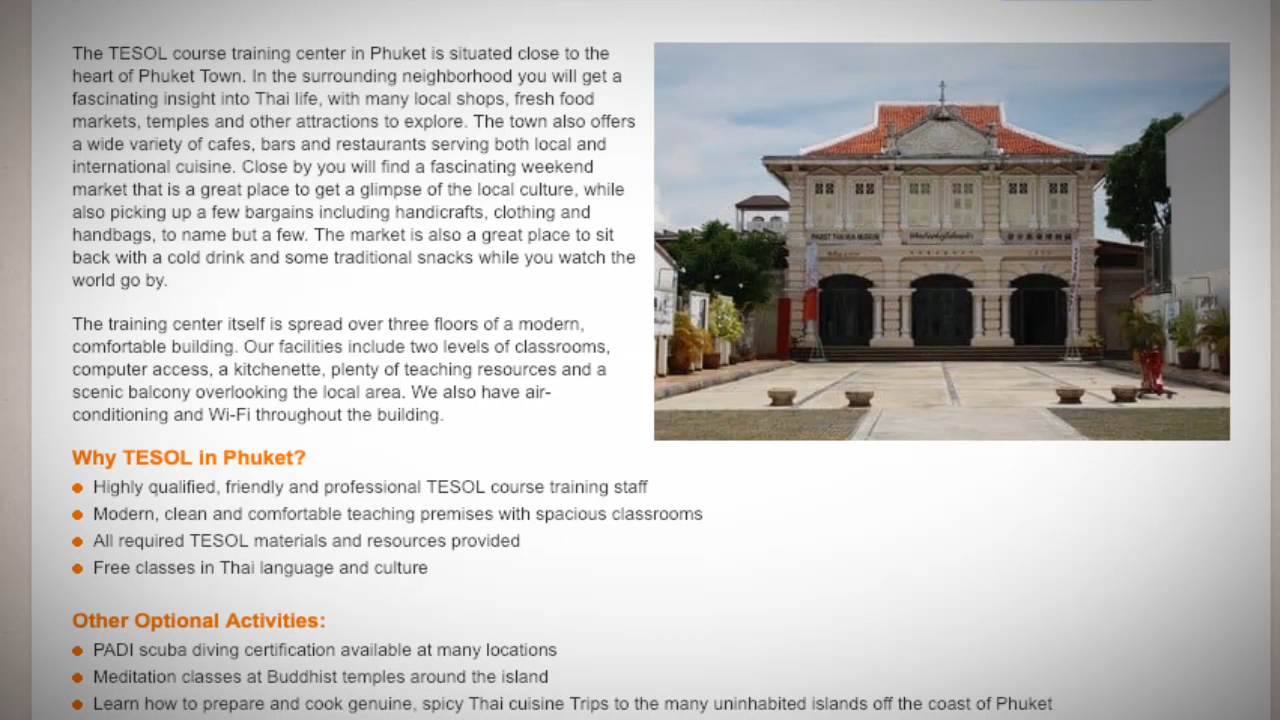 The TESOL course training center in Phuket is situated close to the
heart of Phuket Town. In the surrounding neighborhood you will get a
fascinating insight into Thai life, with many local shops, fresh food
markets, temples and other attractions to explore. The town also offers
a wide variety of cafes, bars and restaurants serving both local and
international cuisine. Close by you will find a fascinating weekend
market that is a great place to get a glimpse of the local culture, while
also picking up a few bargains including handicrafts, clothing and
handbags, to name but a few. The market is also a great place to sit
back with a cold drink and some traditional snacks while you watch the
world go by.
The training center itself is spread over three floors of a modern,
comfortable building. Our facilities include two levels of classrooms,
computer access, a kitchenette, plenty of teaching resources and a
scenic balcony overlooking the local area. We also have air-
conditioning and Wi-Fi throughout the building.
PHUKET THAI HUA MUSEUM
Why TESOL in Phuket?
Highly qualified, friendly and professional TESOL course training staff
Modern, clean and comfortable teaching premises with spacious classrooms
All required TESOL materials and resources provided
Free classes in Thai language and culture
Other Optional Activities:
PADI scuba diving certification available at many locations
Meditation classes at Buddhist temples around the island
Learn how to prepare and cook genuine, spicy Thai cuisine Trips to the many uninhabited islands off the coast of Phuket